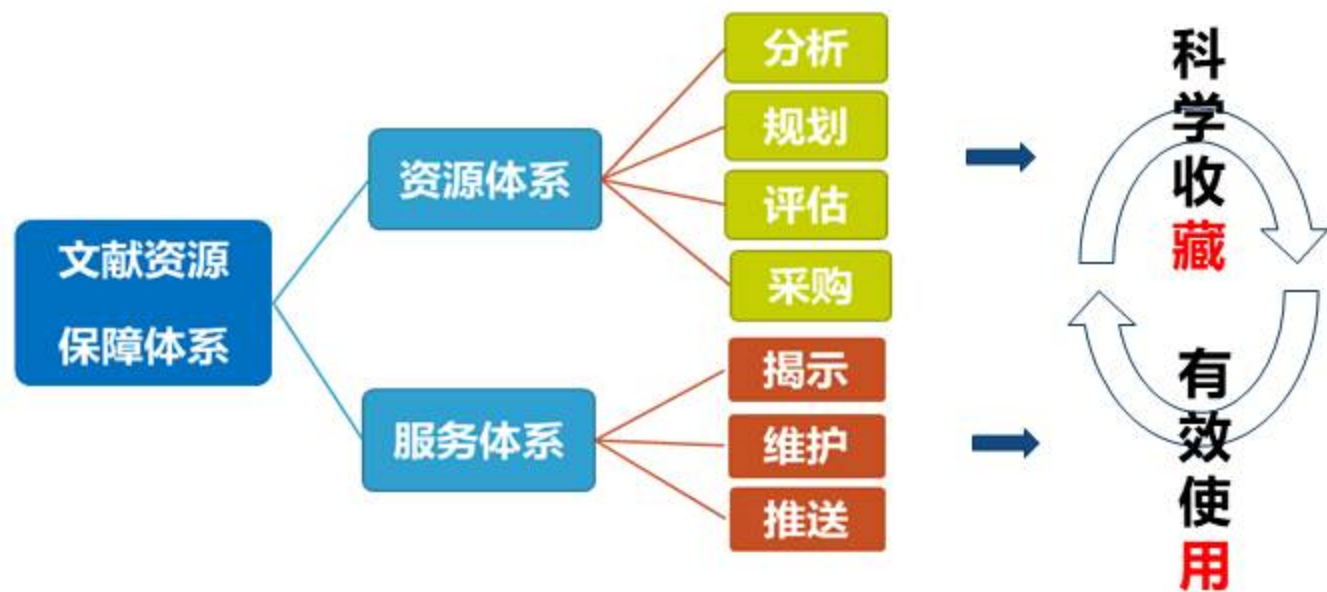 文献资源
保障体系
资源体系
分析
规划
评估
采购
服务体系
揭示
维护
推送
科学收藏
有效使用